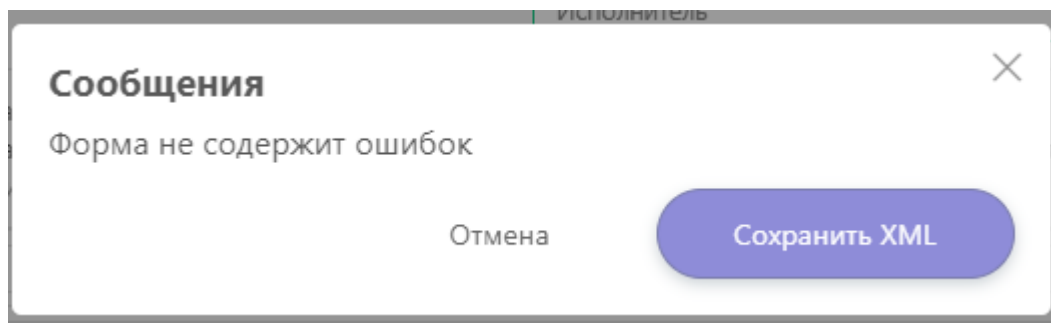 Исполнитель
Сообщения
Форма не содержит ошибок
Отмена
Сохранить XML